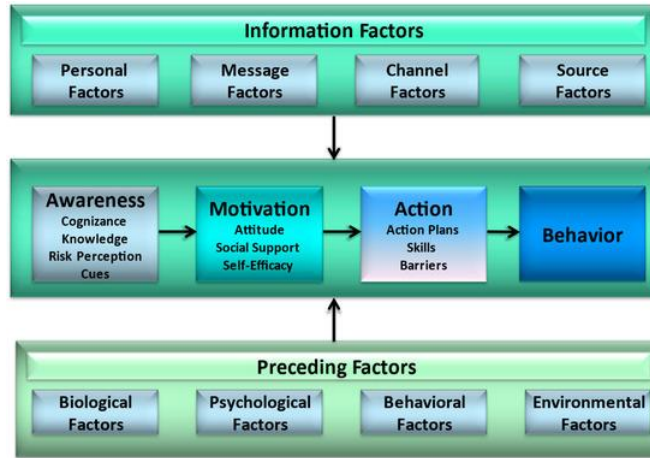 Information Factors
Personal
Factors
Message
Factors
Channel
Factors
Source
Factors
Awareness
Cognizance
Knowledge
Risk Perception
Cues
Motivation
Attitude
Social Support
Self-Efficacy
Action
Action Plans
Skills
Barriers
Behavior
Preceding Factors
Biological
Factors
Psychological
Factors
Behavioral
Factors
Environmental
Factors